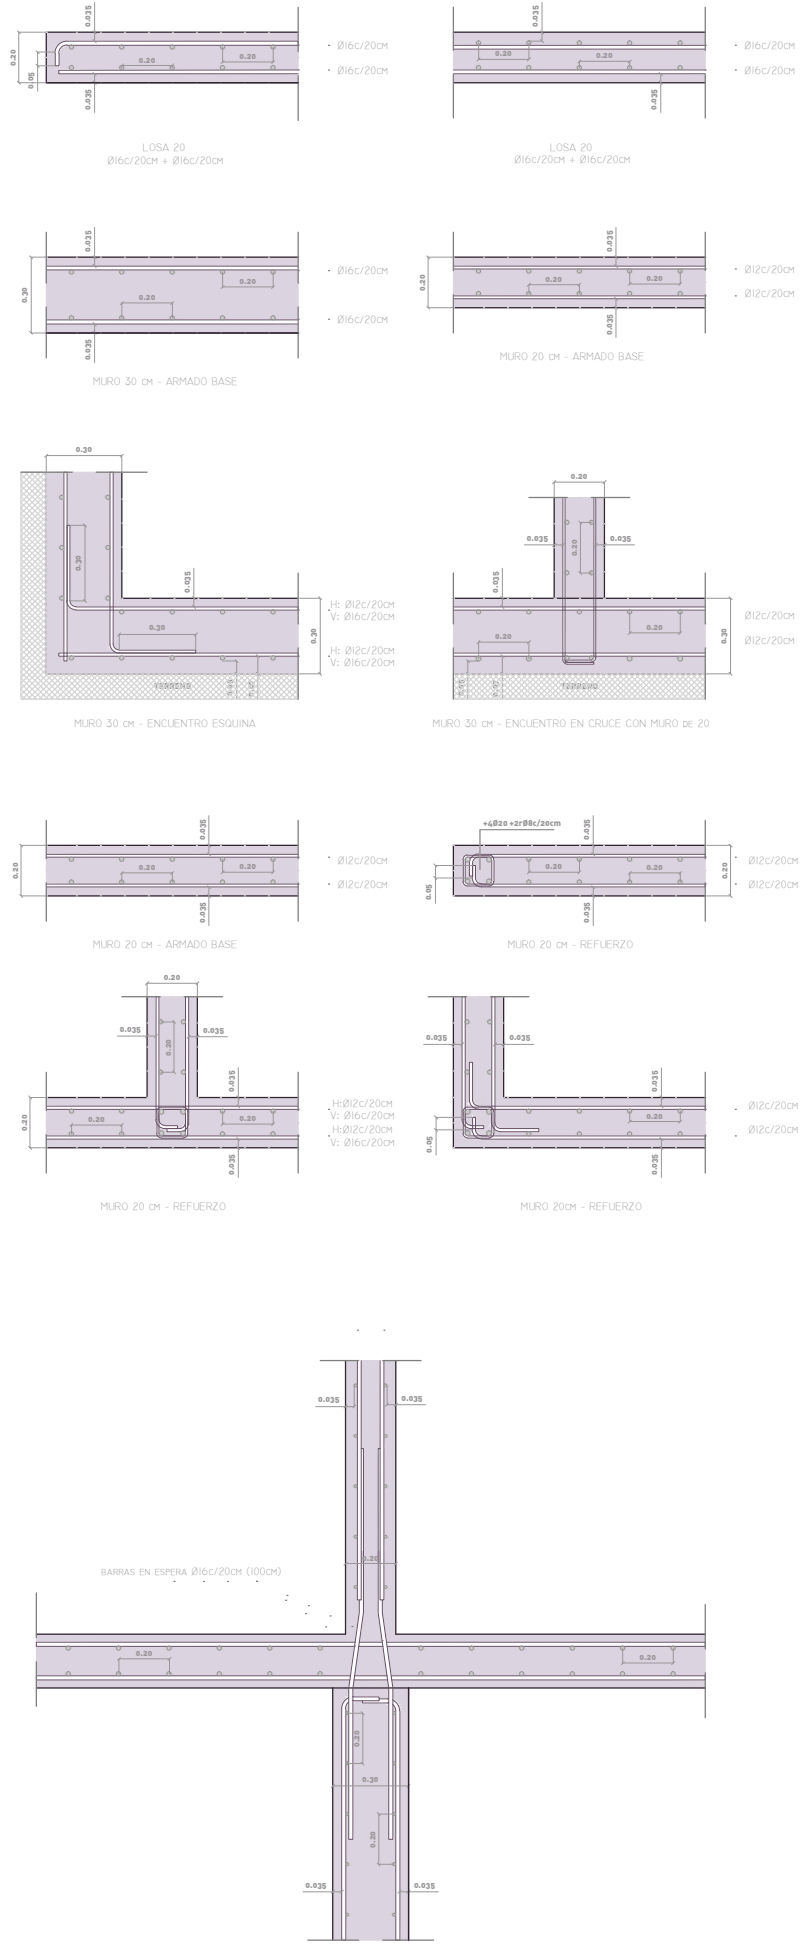 0.035
0.20
0.05
0.20
0.20
0.035
Ø16c/20cm
Ø16c/20cm
LOSA 20
Ø16c/20cm + Ø16c/20cm
0.035
0.20
0.20
0.035
Ø16c/20cm
Ø16c/20cm
LOSA 20
Ø16c/20cm + Ø16c/20cm
0.035
0.30
0.20
0.20
0.035
Ø16c/20cm
Ø16c/20cm
MURO 30 cm - ARMADO BASE
0.035
0.20
0.20
0.20
0.035
Ø12c/20cm
Ø12c/20cm
MURO 20 cm - ARMADO BASE
0.30
0.30
0.035
0.30
0.30
H: Ø12c/20cm
V: Ø16c/20cm
H: Ø12c/20cm
V: Ø16c/20cm
TERRENO
MURO 30 cm - ENCUENTRO ESQUINA
0.20
0.035
0.035
0.20
0.035
0.20
0.20
0.30
Ø12c/20cm
Ø12c/20cm
TERRENO
MURO 30 cm - ENCUENTRO EN CRUCE CON MURO DE 20
0.035
0.20
0.20
0.20
0.035
Ø12c/20cm
Ø12c/20cm
MURO 20 cm - ARMADO BASE
+4Ø20 +2rØ8c/20cm
0.035
0.05
0.20
0.20
0.20
0.035
Ø12c/20cm
Ø12c/20cm
MURO 20 cm - REFUERZO
0.20
0.035
0.035
0.20
0.035
0.20
0.20
0.20
0.035
H:Ø12c/20cm
V: Ø16c/20cm
H:Ø12c/20cm
V: Ø16c/20cm
MURO 20 cm - REFUERZO
0.035
0.035
0.035
0.05
0.20
0.035
Ø12c/20cm
Ø12c/20cm
MURO 20cm - REFUERZO
0.035
0.035
0.20
BARRAS EN ESPERA Ø16c/20cm (100cm)
0.20
0.20
0.20
0.30
0.20
0.035
0.035